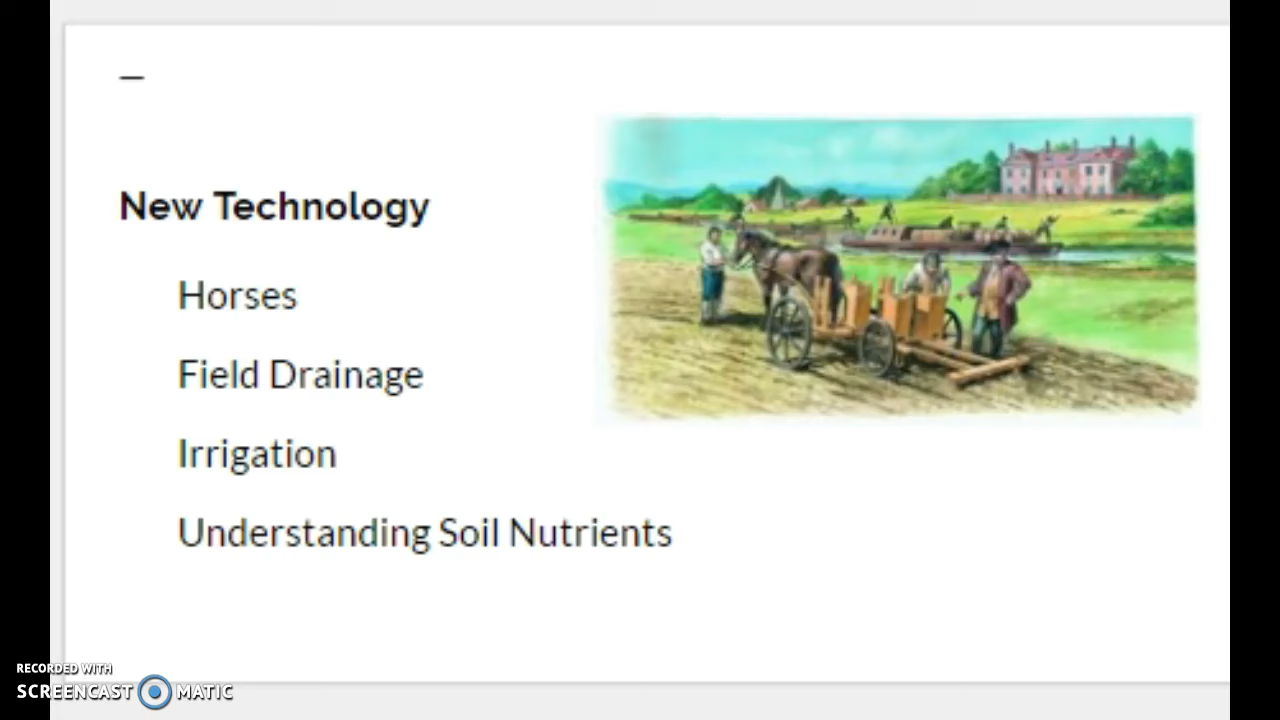 New Technology
Horses
Field Drainage
Irrigation
Understanding Soil Nutrients
RECORDED WITH
SCREENCAST MATIC